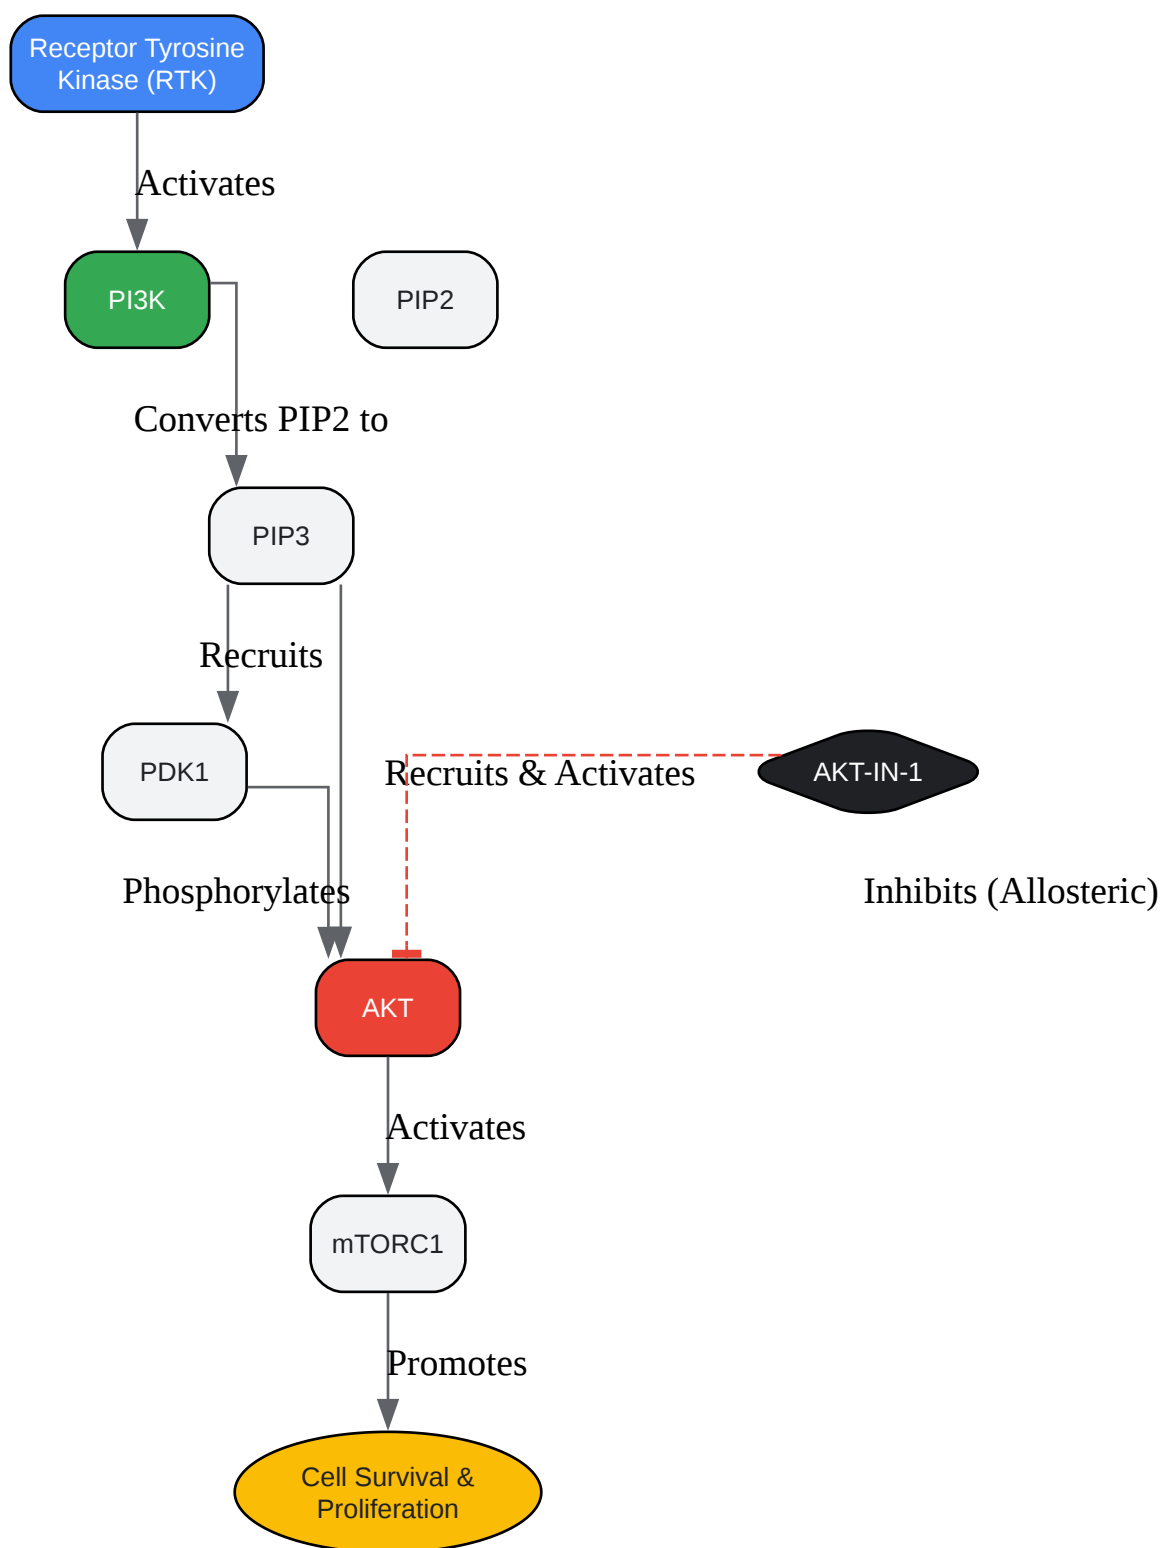 Receptor Tyrosine
Kinase (RTK)
Activates
PI3K
PIP2
Converts PIP2 to
PIP3
Recruits
PDK1
Recruits & Activates
AKT-IN-1
Phosphorylates
Inhibits (Allosteric)
AKT
Activates
mTORC1
Promotes
Cell Survival &
Proliferation